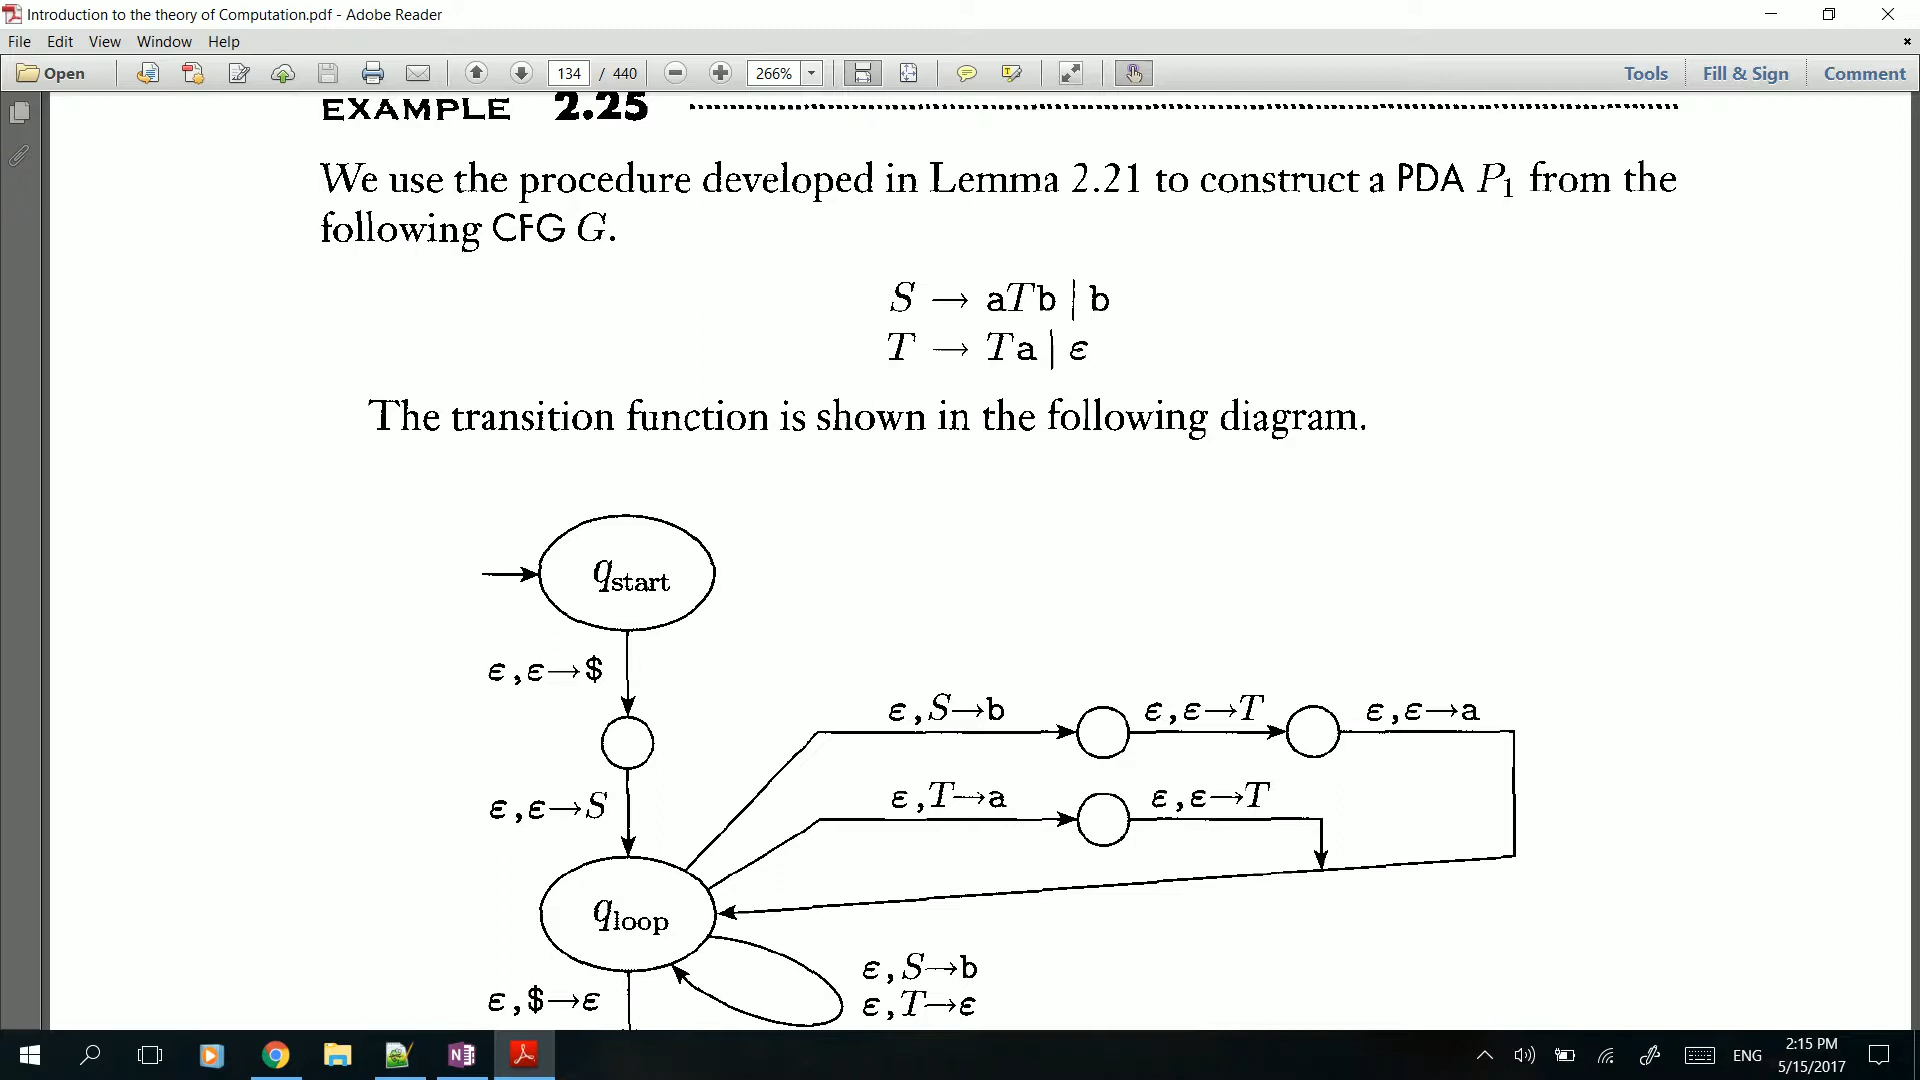 Introduction to the theory of Computation.pdf - Adobe Reader
File Edit View Window Help
Open 134 / 440 266% Tools Fill & Sign Comment
EXAMPLE 2.25
We use the procedure developed in Lemma 2.21 to construct a PDA P₁ from the
following CFG G.
S → aTb | b
T → Ta | ε
The transition function is shown in the following diagram.
q_start
ε,ε→$
ε,S→b ε,ε→T ε,ε→a
ε,T→a ε,ε→T
ε,ε→S
q_loop
ε,S→b
ε,$→ε ε,T→ε
ENG
2:15 PM
5/15/2017